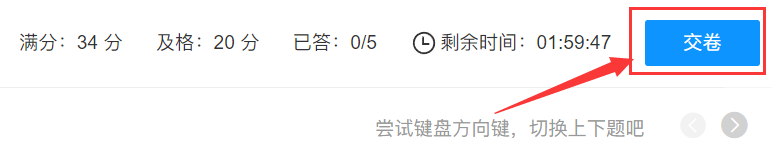 满分：34 分 及格：20 分 已答：0/5 剩余时间：01:59:47 交卷
尝试键盘方向键，切换上下题吧